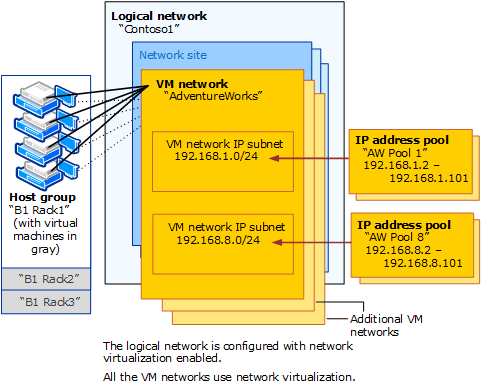 Logical network
“Contoso1”
Network site
VM network
“AdventureWorks”
VM network IP subnet
192.168.1.0/24
VM network IP subnet
192.168.8.0/24
IP address pool
“AW Pool 1”
192.168.1.2 –
192.168.1.101
IP address pool
“AW Pool 8”
192.168.8.2 –
192.168.8.101
Host group
“B1 Rack1”
(with virtual
machines in
gray)
“B1 Rack2”
“B1 Rack3”
Additional VM
networks
The logical network is configured with network
virtualization enabled.
All the VM networks use network virtualization.